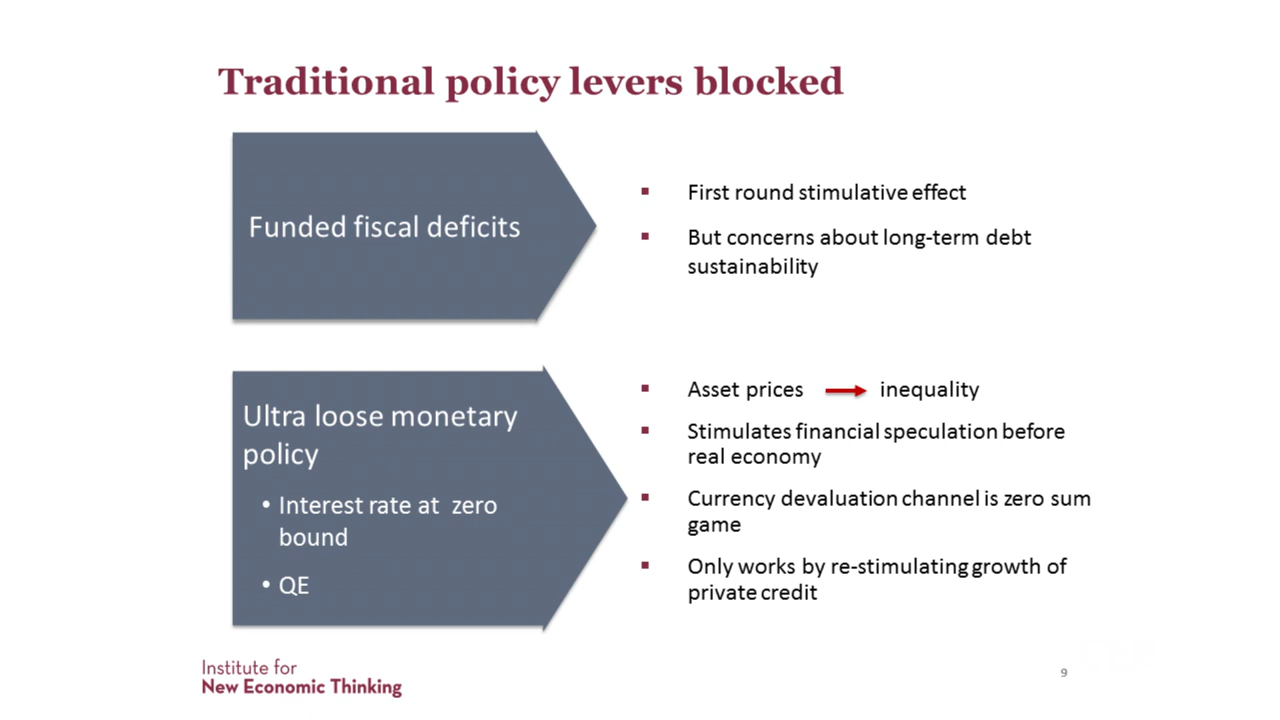 Traditional policy levers blocked
Funded fiscal deficits
▪ First round stimulative effect
▪ But concerns about long-term debt
sustainability
Ultra loose monetary
policy
• Interest rate at zero
bound
• QE
▪ Asset prices → inequality
▪ Stimulates financial speculation before
real economy
▪ Currency devaluation channel is zero sum
game
▪ Only works by re-stimulating growth of
private credit
Institute for
New Economic Thinking
9